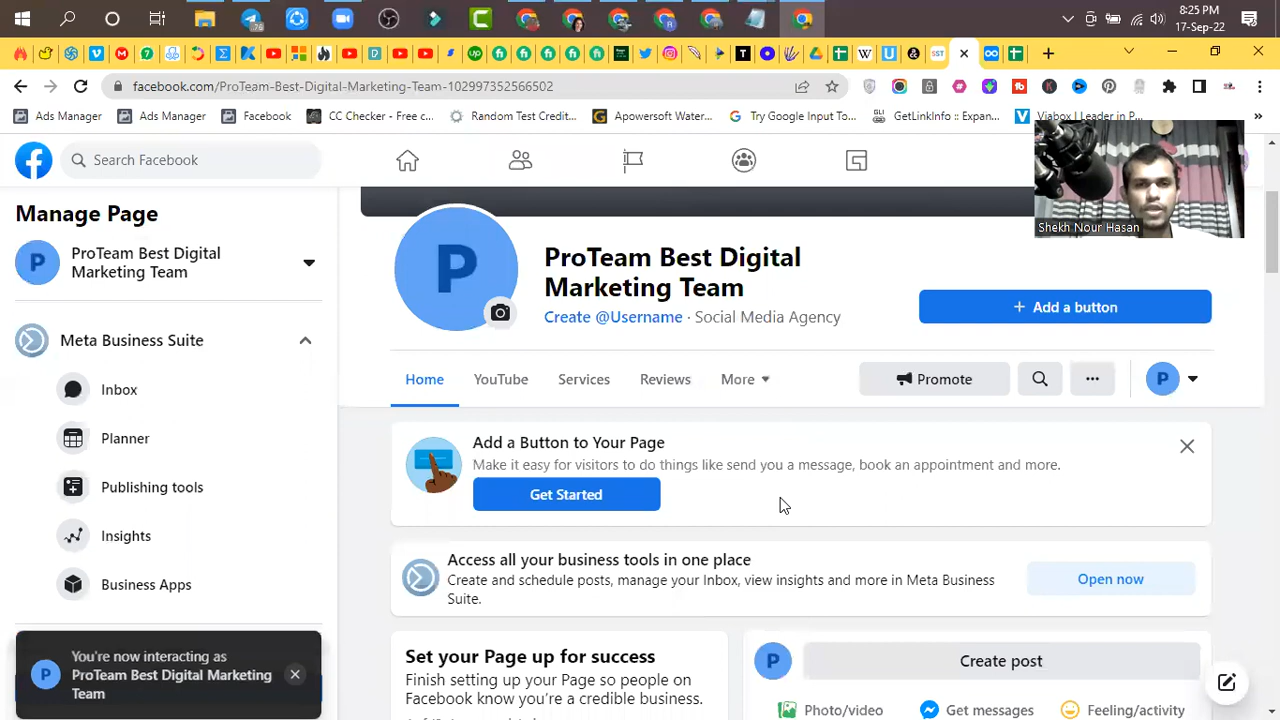 76
8:25 PM
17-Sep-22
facebook.com/ProTeam-Best-Digital-Marketing-Team-102997352566502
Ads Manager
Ads Manager
Facebook
CC Checker - Free c...
Random Test Credit...
Apowersoft Water...
Try Google Input To...
GetLinkInfo :: Expan...
Viabox | Leader in P...
Search Facebook
Shekh Nour Hasan
Manage Page
P
ProTeam Best Digital
Marketing Team
Meta Business Suite
Inbox
Planner
Publishing tools
Insights
Business Apps
P
You're now interacting as
ProTeam Best Digital Marketing
Team
P
ProTeam Best Digital
Marketing Team
Create @Username · Social Media Agency
+ Add a button
Home
YouTube
Services
Reviews
More
Promote
P
Add a Button to Your Page
Make it easy for visitors to do things like send you a message, book an appointment and more.
Get Started
Access all your business tools in one place
Create and schedule posts, manage your Inbox, view insights and more in Meta Business
Suite.
Open now
Set your Page up for success
Finish setting up your Page so people on
Facebook know you're a credible business.
P
Create post
Photo/video
Get messages
Feeling/activity